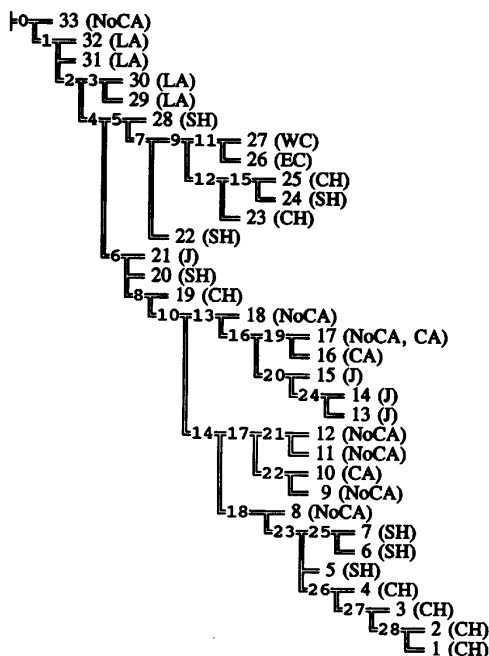 0 33 (NoCA)
1 32 (LA)
31 (LA)
2 3 30 (LA)
29 (LA)
4 5 28 (SH)
7 9 11 27 (WC)
26 (EC)
12 15 25 (CH)
24 (SH)
23 (CH)
22 (SH)
6 21 (J)
20 (SH)
8 19 (CH)
10 13 18 (NoCA)
16 19 17 (NoCA, CA)
16 (CA)
20 15 (J)
24 14 (J)
13 (J)
14 17 21 12 (NoCA)
11 (NoCA)
22 10 (CA)
9 (NoCA)
18 8 (NoCA)
23 25 7 (SH)
6 (SH)
5 (SH)
26 4 (CH)
27 3 (CH)
28 2 (CH)
1 (CH)